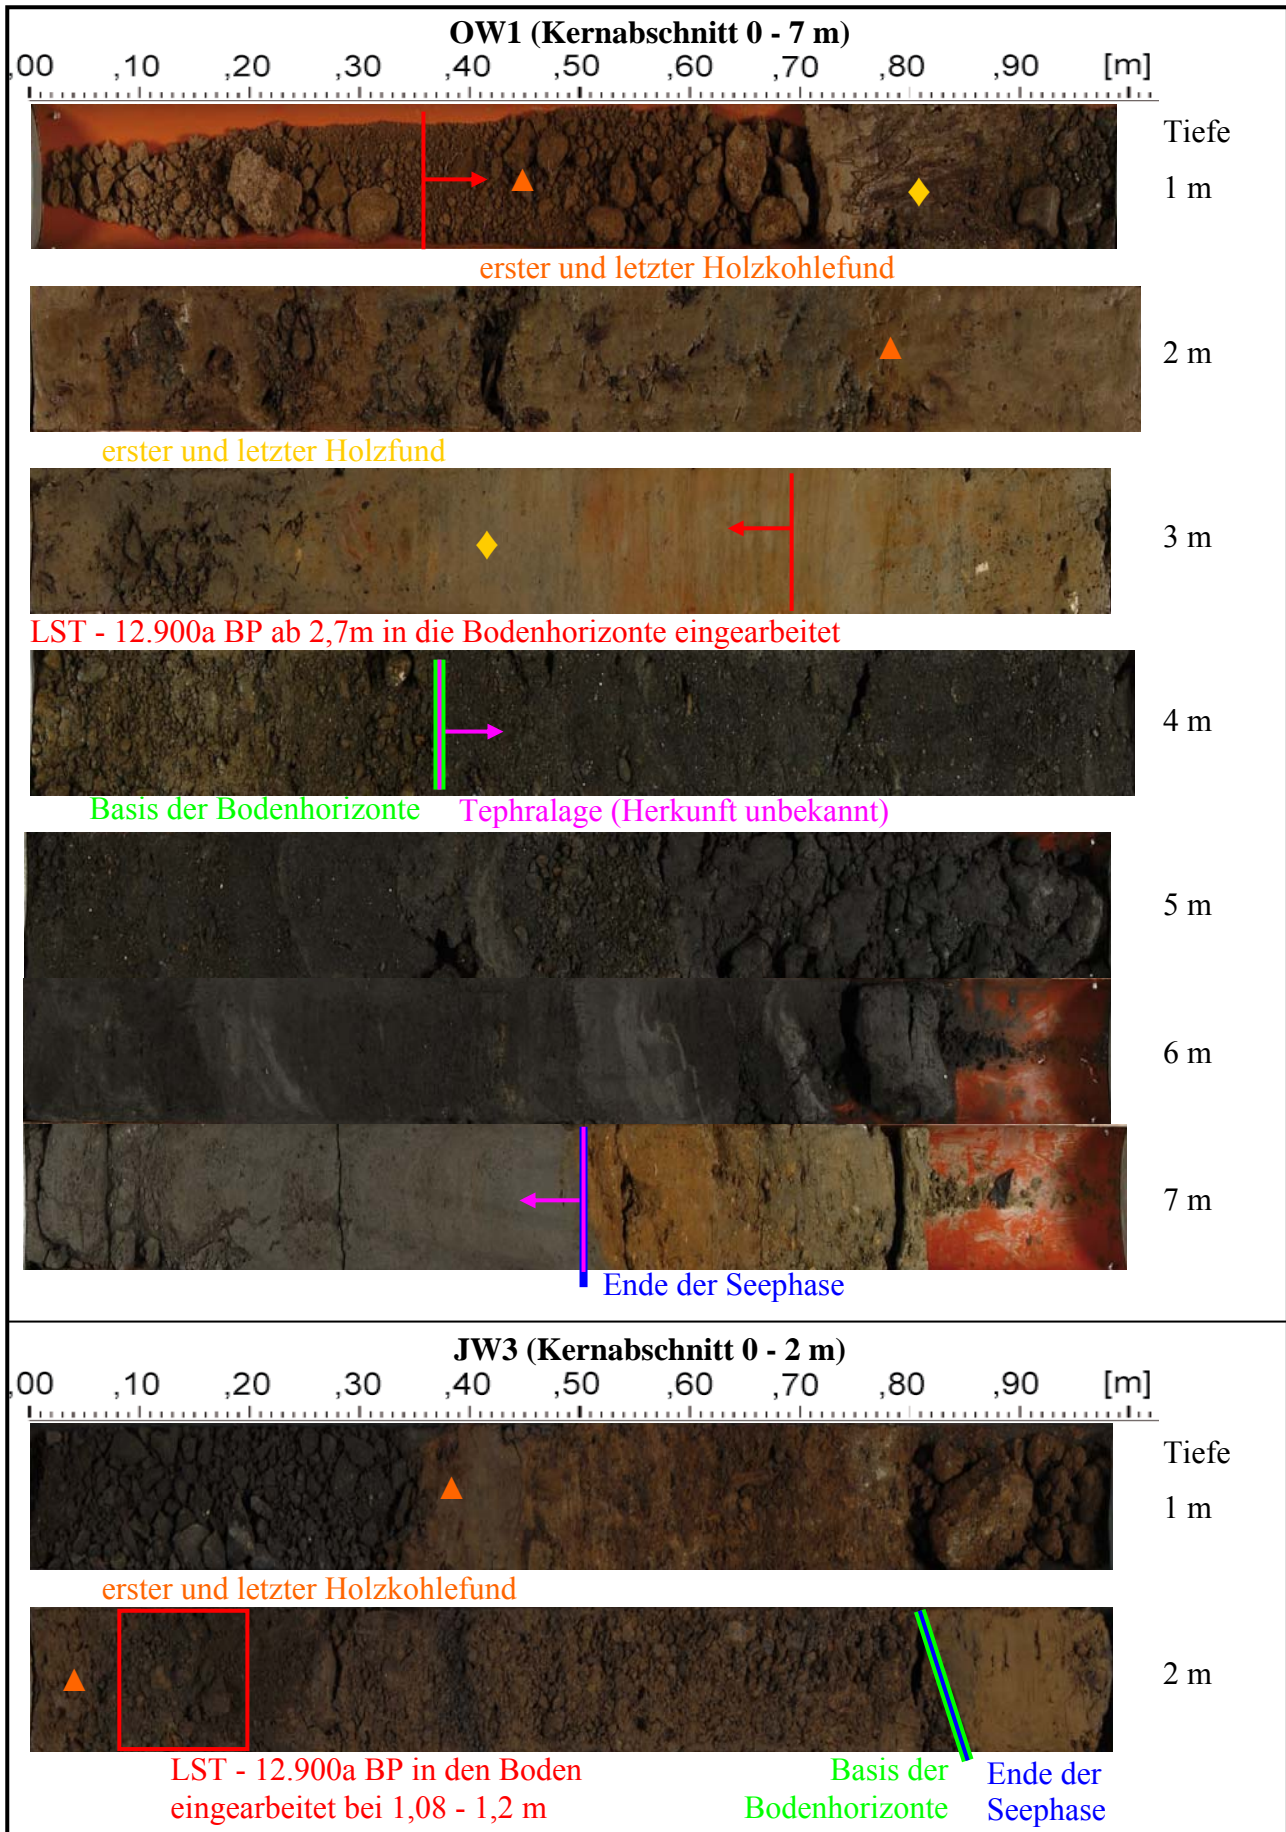 OW1 (Kernabschnitt 0 - 7 m)
,00 ,10 ,20 ,30 ,40 ,50 ,60 ,70 ,80 ,90 [m]
Tiefe
1 m
erster und letzter Holzkohlefund
2 m
erster und letzter Holzfund
3 m
LST - 12.900a BP ab 2,7m in die Bodenhorizonte eingearbeitet
4 m
Basis der Bodenhorizonte Tephralage (Herkunft unbekannt)
5 m
6 m
7 m
Ende der Seephase
JW3 (Kernabschnitt 0 - 2 m)
,00 ,10 ,20 ,30 ,40 ,50 ,60 ,70 ,80 ,90 [m]
Tiefe
1 m
erster und letzter Holzkohlefund
2 m
LST - 12.900a BP in den Boden
eingearbeitet bei 1,08 - 1,2 m
Basis der
Bodenhorizonte
Ende der
Seephase